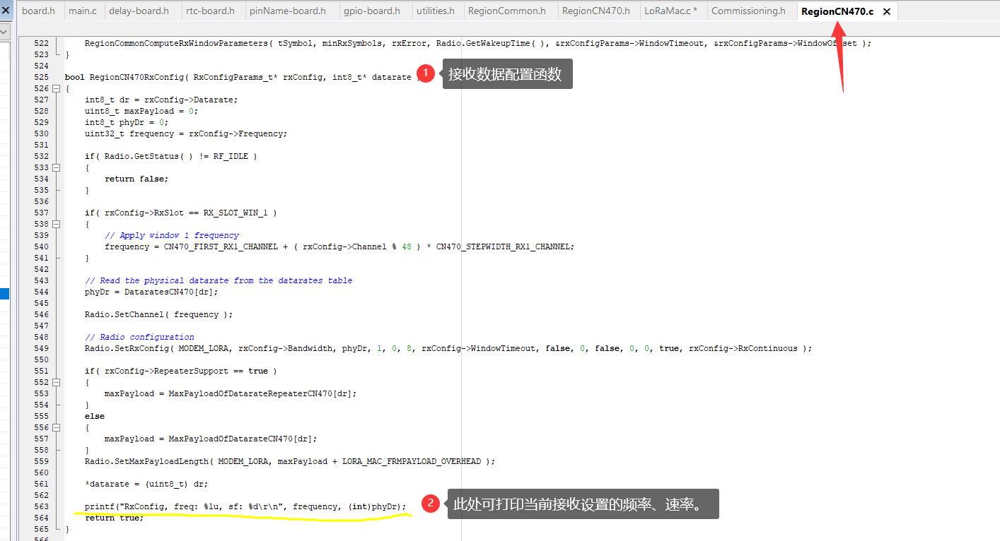 board.h main.c delay-board.h rtc-board.h pinName-board.h gpio-board.h utilities.h RegionCommon.h RegionCN470.h LoRaMac.c * Commissioning.h RegionCN470.c
522 RegionCommonComputeRxWindowParameters( tSymbol, minRxSymbols, rxError, Radio.GetWakeupTime( ), &rxConfigParams->WindowTimeout, &rxConfigParams->WindowOffset );
523 }
524
525 bool RegionCN470RxConfig( RxConfigParams_t* rxConfig, int8_t* datarate 1 接收数据配置函数
526 {
527 int8_t dr = rxConfig->Datarate;
528 uint8_t maxPayload = 0;
529 int8_t phyDr = 0;
530 uint32_t frequency = rxConfig->Frequency;
531
532 if( Radio.GetStatus( ) != RF_IDLE )
533 {
534 return false;
535 }
536
537 if( rxConfig->RxSlot == RX_SLOT_WIN_1 )
538 {
539 // Apply window 1 frequency
540 frequency = CN470_FIRST_RX1_CHANNEL + ( rxConfig->Channel % 48 ) * CN470_STEPWIDTH_RX1_CHANNEL;
541 }
542
543 // Read the physical datarate from the datarates table
544 phyDr = DataratesCN470[dr];
545
546 Radio.SetChannel( frequency );
547
548 // Radio configuration
549 Radio.SetRxConfig( MODEM_LORA, rxConfig->Bandwidth, phyDr, 1, 0, 8, rxConfig->WindowTimeout, false, 0, false, 0, 0, true, rxConfig->RxContinuous );
550
551 if( rxConfig->RepeaterSupport == true )
552 {
553 maxPayload = MaxPayloadOfDatarateRepeaterCN470[dr];
554 }
555 else
556 {
557 maxPayload = MaxPayloadOfDatarateCN470[dr];
558 }
559 Radio.SetMaxPayloadLength( MODEM_LORA, maxPayload + LORA_MAC_FRMPAYLOAD_OVERHEAD );
560
561 *datarate = (uint8_t) dr;
562
563 printf("RxConfig, freq: %lu, sf: %d\r\n", frequency, (int)phyDr); 2 此处可打印当前接收设置的频率、速率。
564 return true;
565 }
566